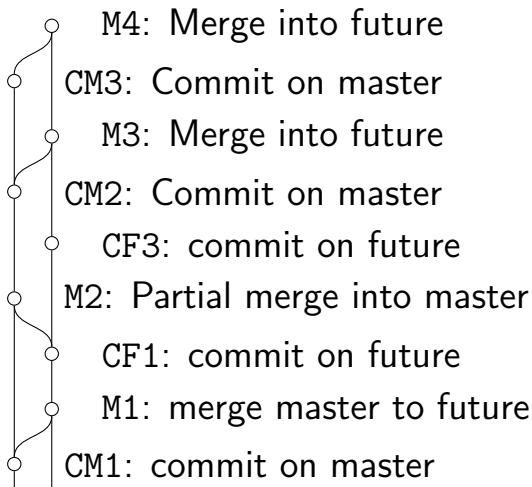 M4: Merge into future
CM3: Commit on master
M3: Merge into future
CM2: Commit on master
CF3: commit on future
M2: Partial merge into master
CF1: commit on future
M1: merge master to future
CM1: commit on master